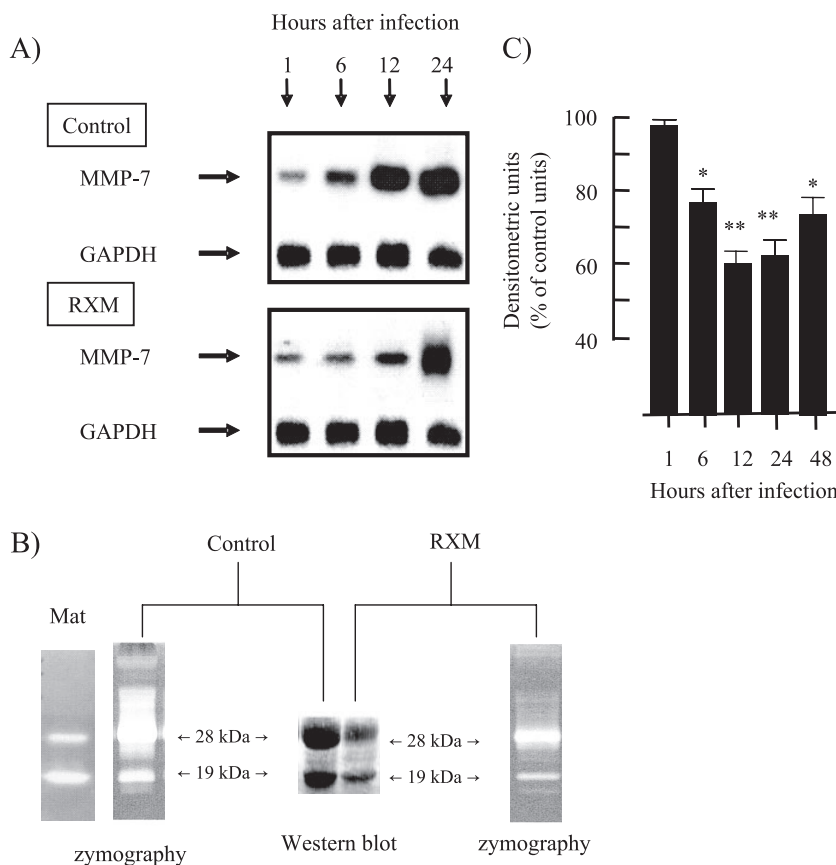 Hours after infection
A)
1 6 12 24
Control
MMP-7
GAPDH
RXM
MMP-7
GAPDH
C)
Densitometric units
(% of control units)
100
80
60
40
*
**
**
*
1 6 12 24 48
Hours after infection
B)
Control
RXM
Mat
← 28 kDa →
← 19 kDa →
← 28 kDa →
← 19 kDa →
zymography
Western blot
zymography